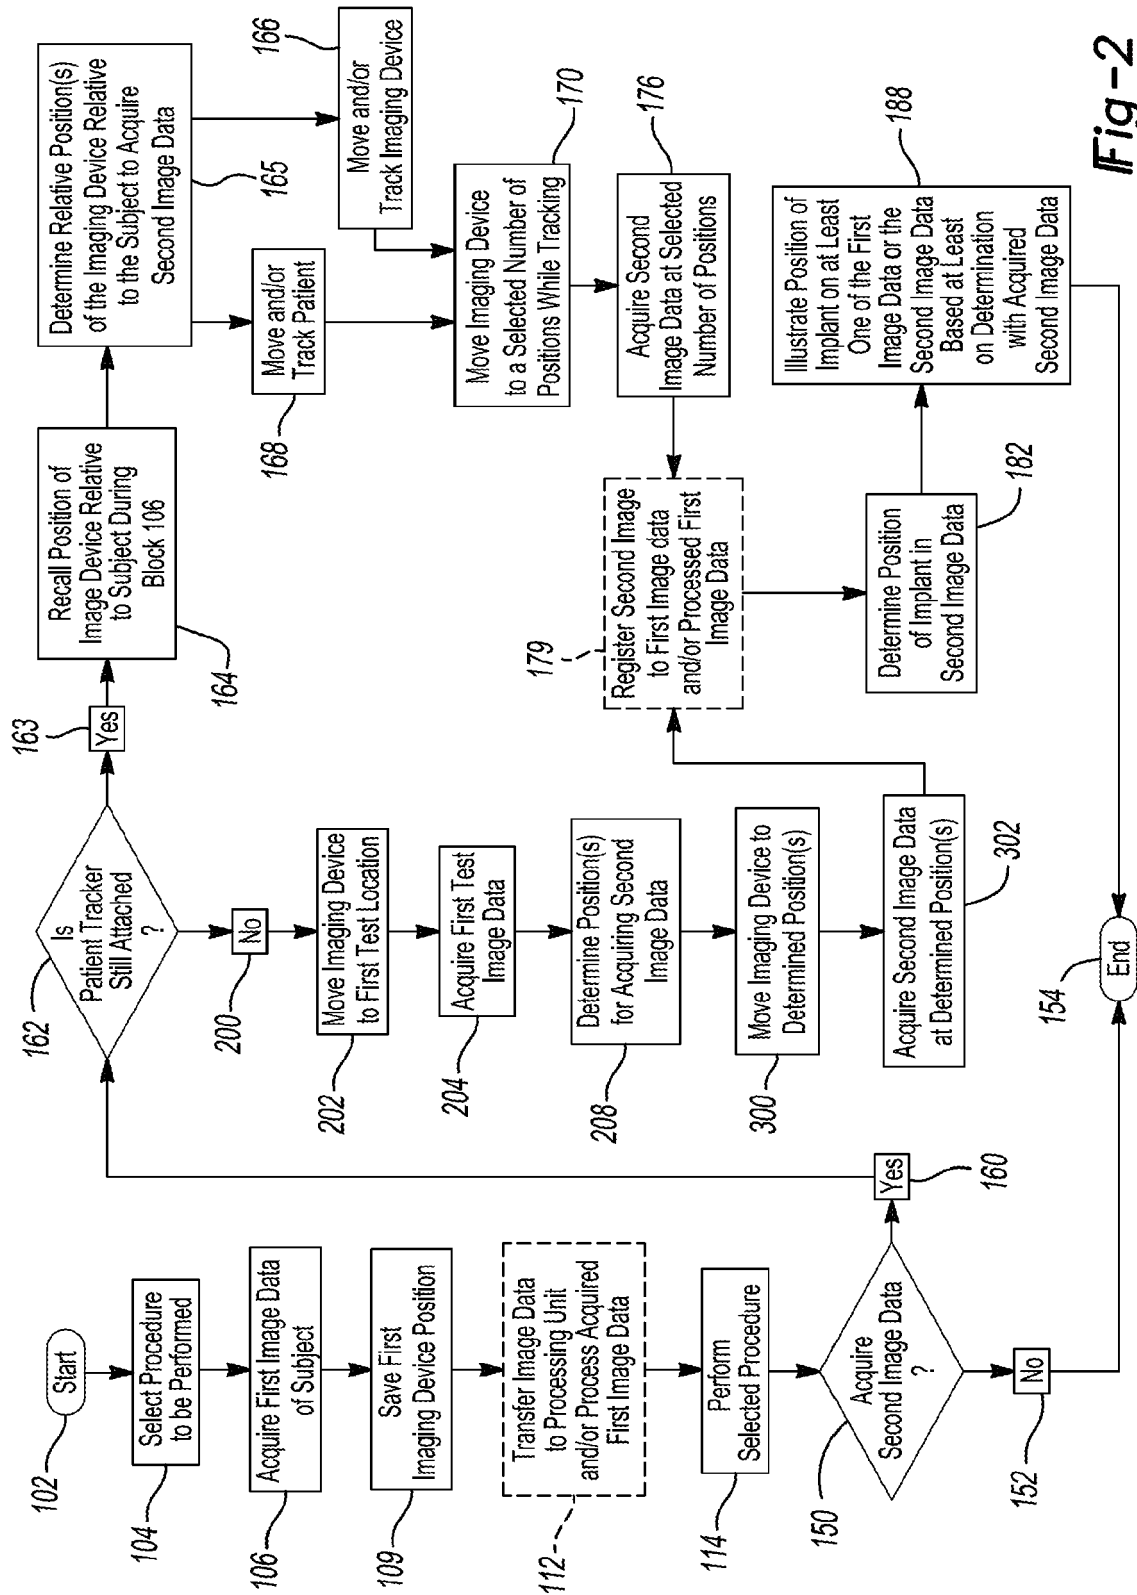 102
Start
104
Select Procedure
to be Performed
106
Acquire First Image Data
of Subject
109
Save First
Imaging Device Position
112
Transfer Image Data
to Processing Unit
and/or Process Acquired
First Image Data
114
Perform
Selected Procedure
150
Acquire
Second Image Data
?
152
No
160
Yes
162
Is
Patient Tracker
Still Attached
?
200
No
202
Move Imaging Device
to First Test Location
204
Acquire First Test
Image Data
208
Determine Position(s)
for Acquiring Second
Image Data
300
Move Imaging Device to
Determined Position(s)
302
Acquire Second Image Data
at Determined Position(s)
163
Yes
164
Recall Position of
Image Device Relative
to Subject During
Block 106
165
Determine Relative Position(s)
of the Imaging Device Relative
to the Subject to Acquire
Second Image Data
168
Move and/or
Track Patient
166
Move and/or
Track Imaging Device
170
Move Imaging Device
to a Selected Number of
Positions While Tracking
176
Acquire Second
Image Data at Selected
Number of Positions
179
Register Second Image
to First Image data
and/or Processed First
Image Data
182
Determine Position
of Implant in
Second Image Data
188
Illustrate Position of
Implant on at Least
One of the First
Image Data or the
Second Image Data
Based at Least
on Determination
with Acquired
Second Image Data
154
End
Fig-2